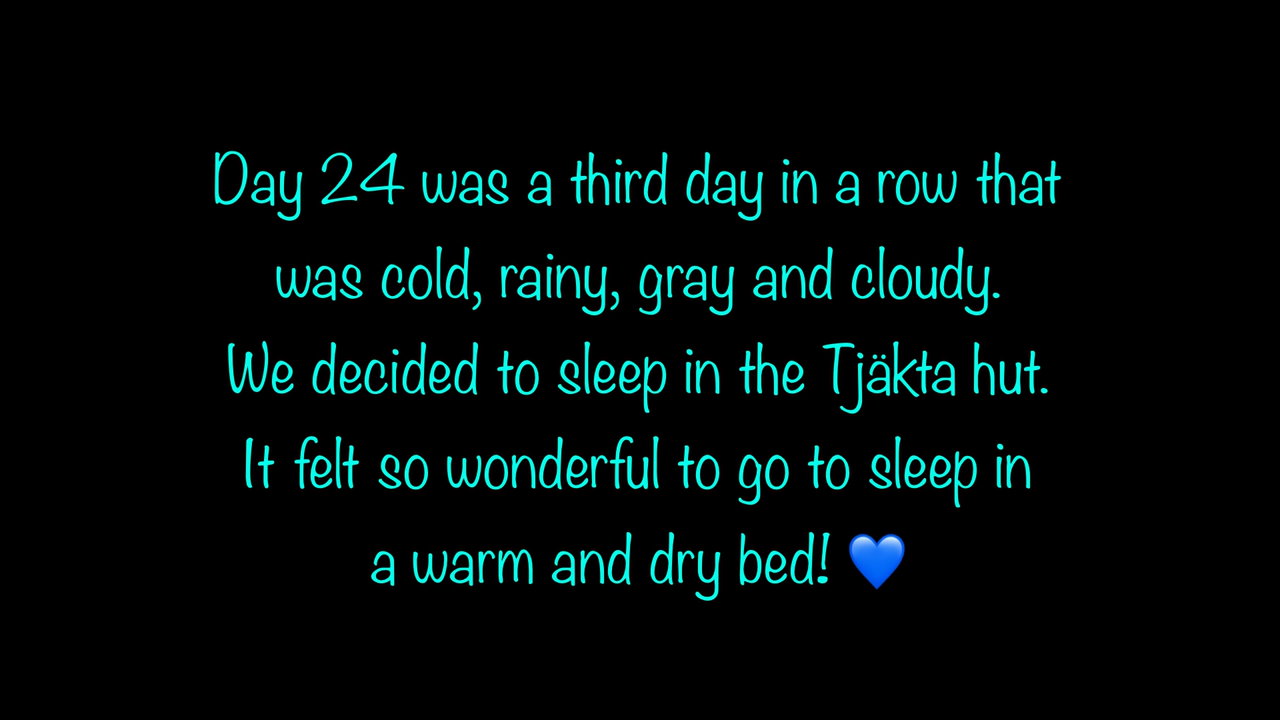 Day 24 was a third day in a row that
was cold, rainy, gray and cloudy.
We decided to sleep in the Tjäkta hut.
It felt so wonderful to go to sleep in
a warm and dry bed! 💙